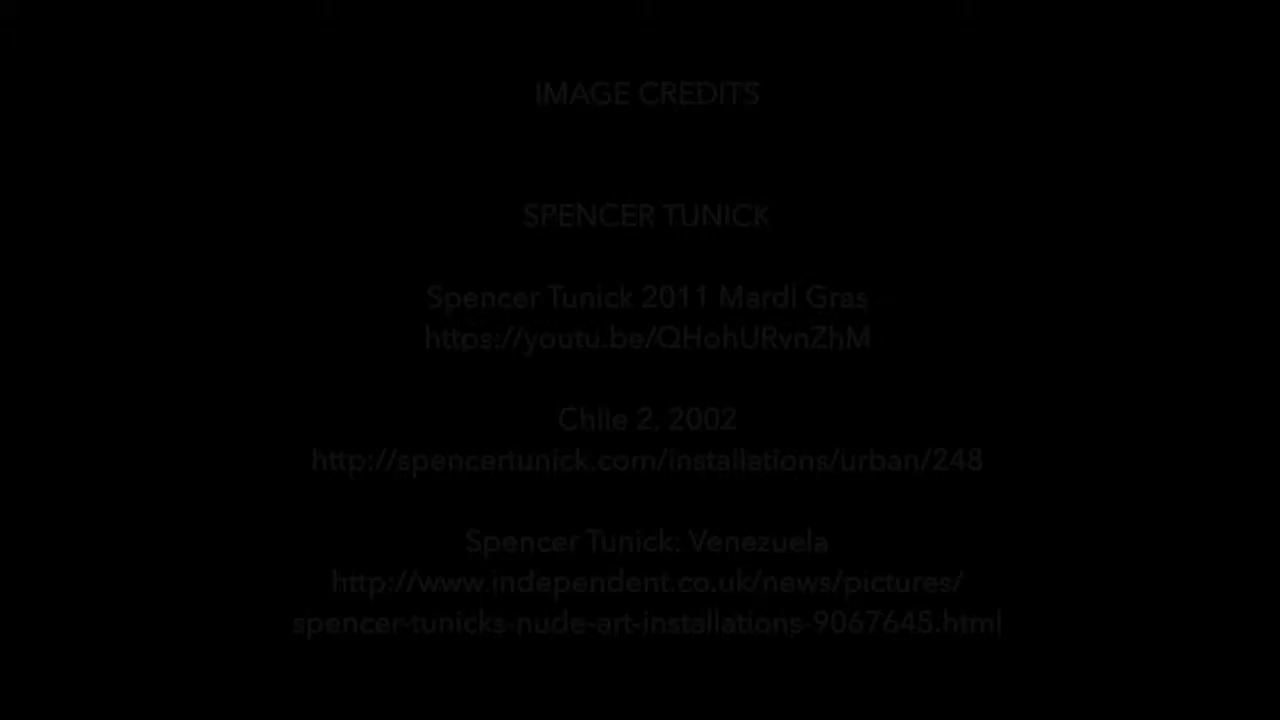 IMAGE CREDITS
SPENCER TUNICK
Spencer Tunick 2011 Mardi Gras
https://youtu.be/QHohURvnZhM
Chile 2, 2002
http://spencertunick.com/installations/urban/248
Spencer Tunick: Venezuela
http://www.independent.co.uk/news/pictures/
spencer-tunicks-nude-art-installations-9067645.html